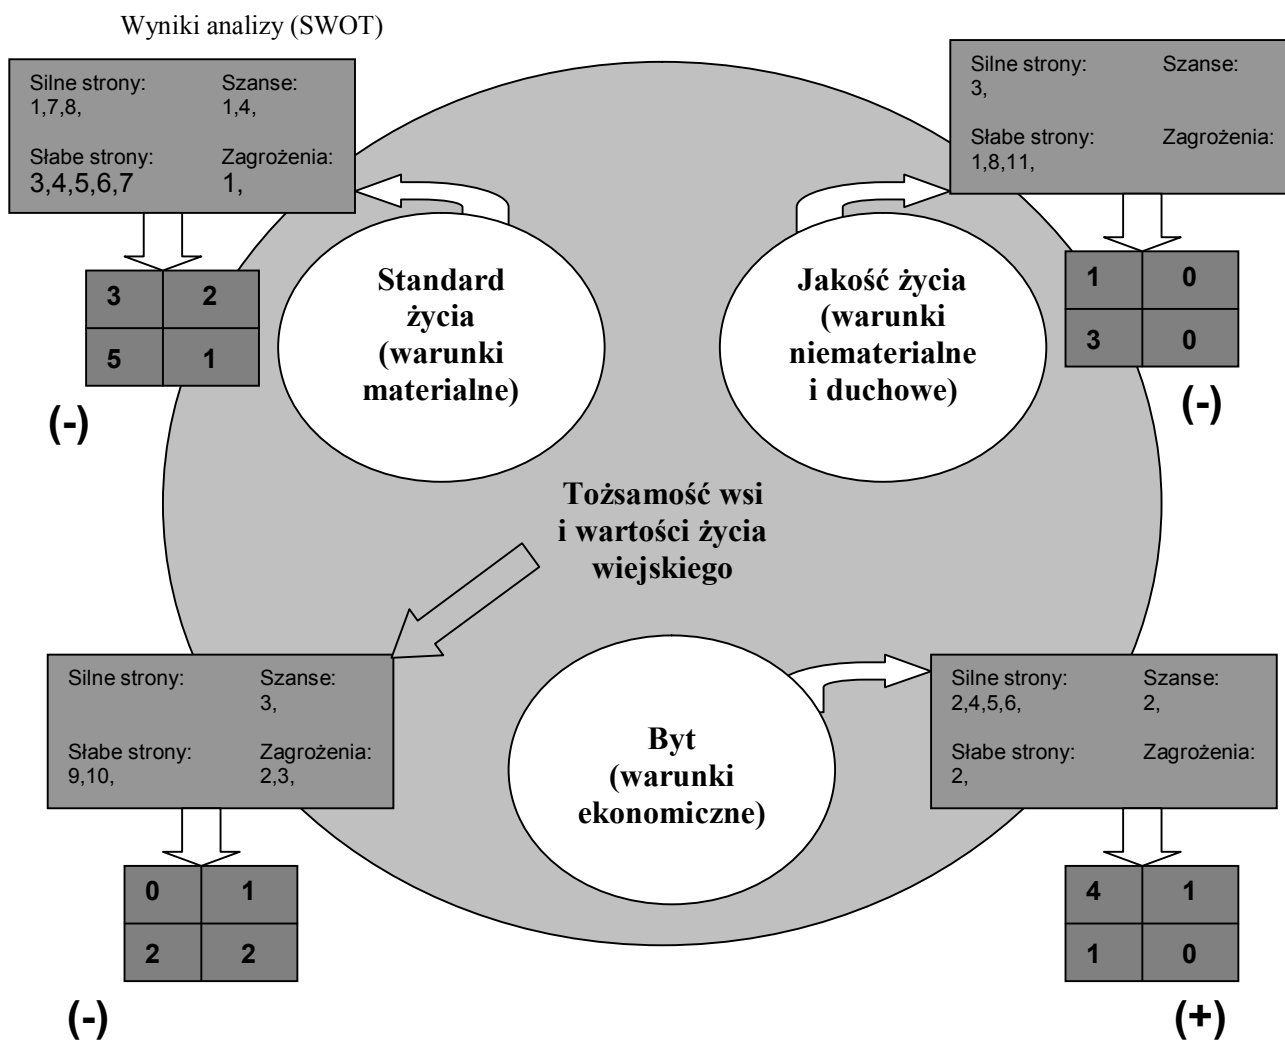 Wyniki analizy (SWOT)
Silne strony: Szanse:
1,7,8, 1,4,
Słabe strony: Zagrożenia:
3,4,5,6,7 1,
3 2
5 1
(-)
Silne strony: Szanse:
3,
Słabe strony: Zagrożenia:
1,8,11,
1 0
3 0
(-)
Standard
życia
(warunki
materialne)
Jakość życia
(warunki
niematerialne
i duchowe)
Tożsamość wsi
i wartości życia
wiejskiego
Silne strony: Szanse:
3,
Słabe strony: Zagrożenia:
9,10, 2,3,
0 1
2 2
(-)
Byt
(warunki
ekonomiczne)
Silne strony: Szanse:
2,4,5,6, 2,
Słabe strony: Zagrożenia:
2,
4 1
1 0
(+)